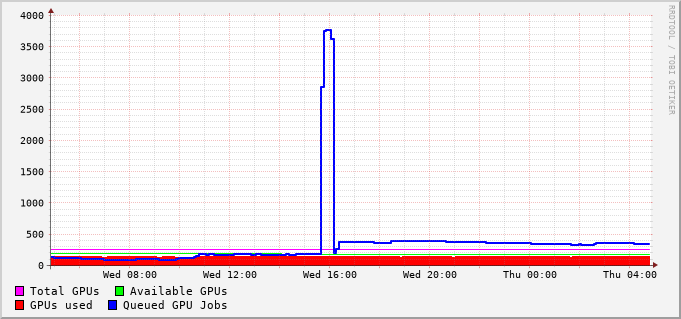 4000
3500
3000
2500
2000
1500
1000
500
0
Wed 08:00 Wed 12:00 Wed 16:00 Wed 20:00 Thu 00:00 Thu 04:00
Total GPUs Available GPUs
GPUs used Queued GPU Jobs
RRDTOOL / TOBI OETIKER